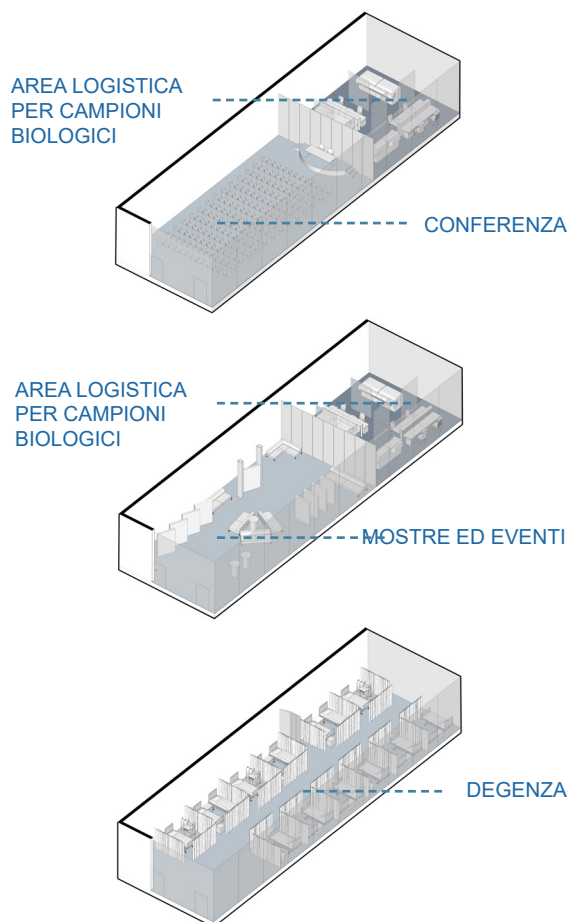 AREA LOGISTICA
PER CAMPIONI
BIOLOGICI
CONFERENZA
AREA LOGISTICA
PER CAMPIONI
BIOLOGICI
MOSTRE ED EVENTI
DEGENZA